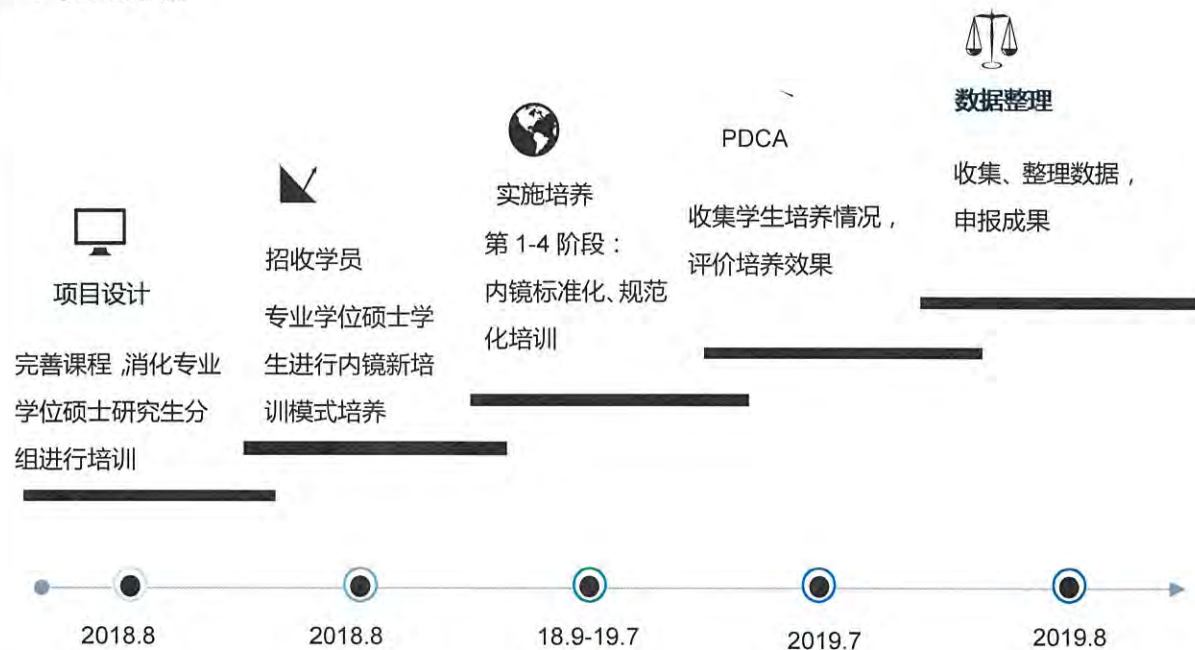 项目设计
完善课程,消化专业
学位硕士研究生分
组进行培训
招收学员
专业学位硕士学
生进行内镜新培
训模式培养
实施培养
第 1-4 阶段：
内镜标准化、规范
化培训
PDCA
收集学生培养情况，
评价培养效果
数据整理
收集、整理数据，
申报成果
2018.8
2018.8
18.9-19.7
2019.7
2019.8